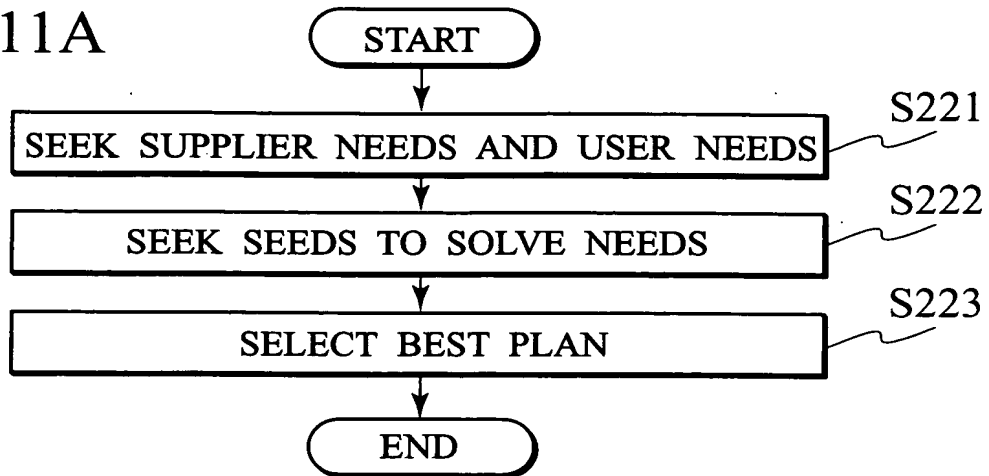 11A
START
SEEK SUPPLIER NEEDS AND USER NEEDS
S221
SEEK SEEDS TO SOLVE NEEDS
S222
SELECT BEST PLAN
S223
END